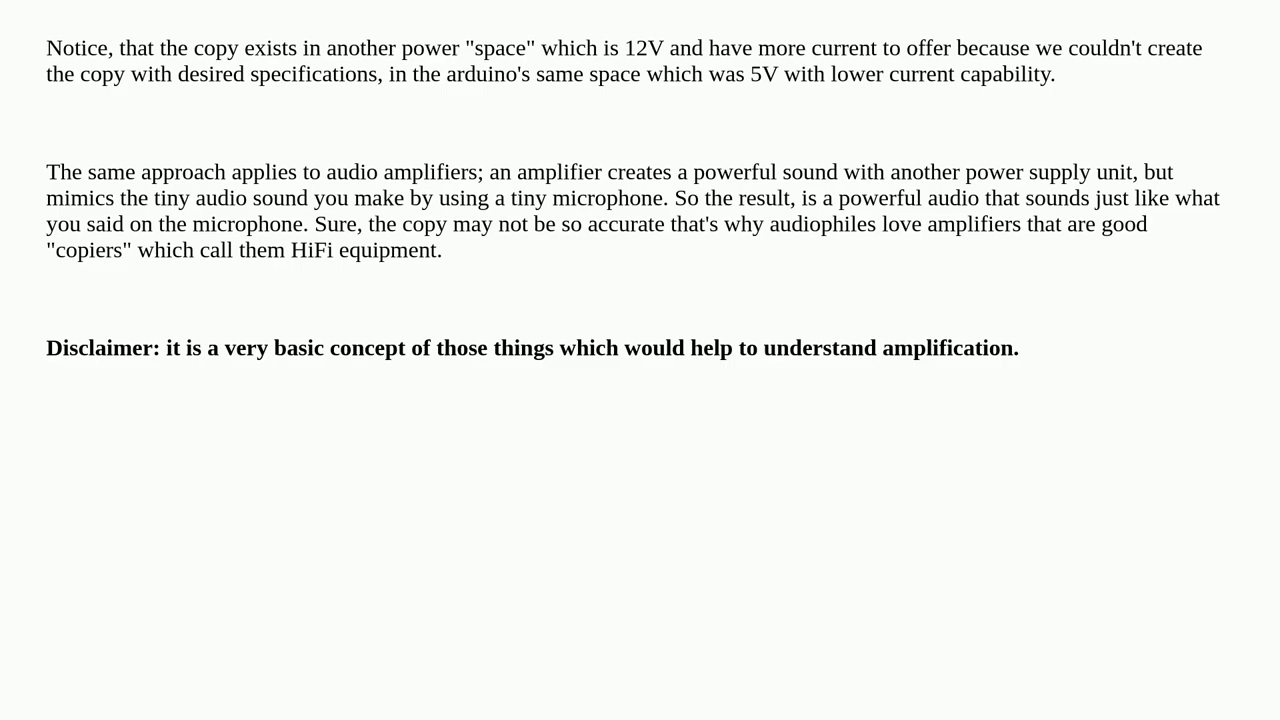 Notice, that the copy exists in another power "space" which is 12V and have more current to offer because we couldn't create
the copy with desired specifications, in the arduino's same space which was 5V with lower current capability.
The same approach applies to audio amplifiers; an amplifier creates a powerful sound with another power supply unit, but
mimics the tiny audio sound you make by using a tiny microphone. So the result, is a powerful audio that sounds just like what
you said on the microphone. Sure, the copy may not be so accurate that's why audiophiles love amplifiers that are good
"copiers" which call them HiFi equipment.
Disclaimer: it is a very basic concept of those things which would help to understand amplification.